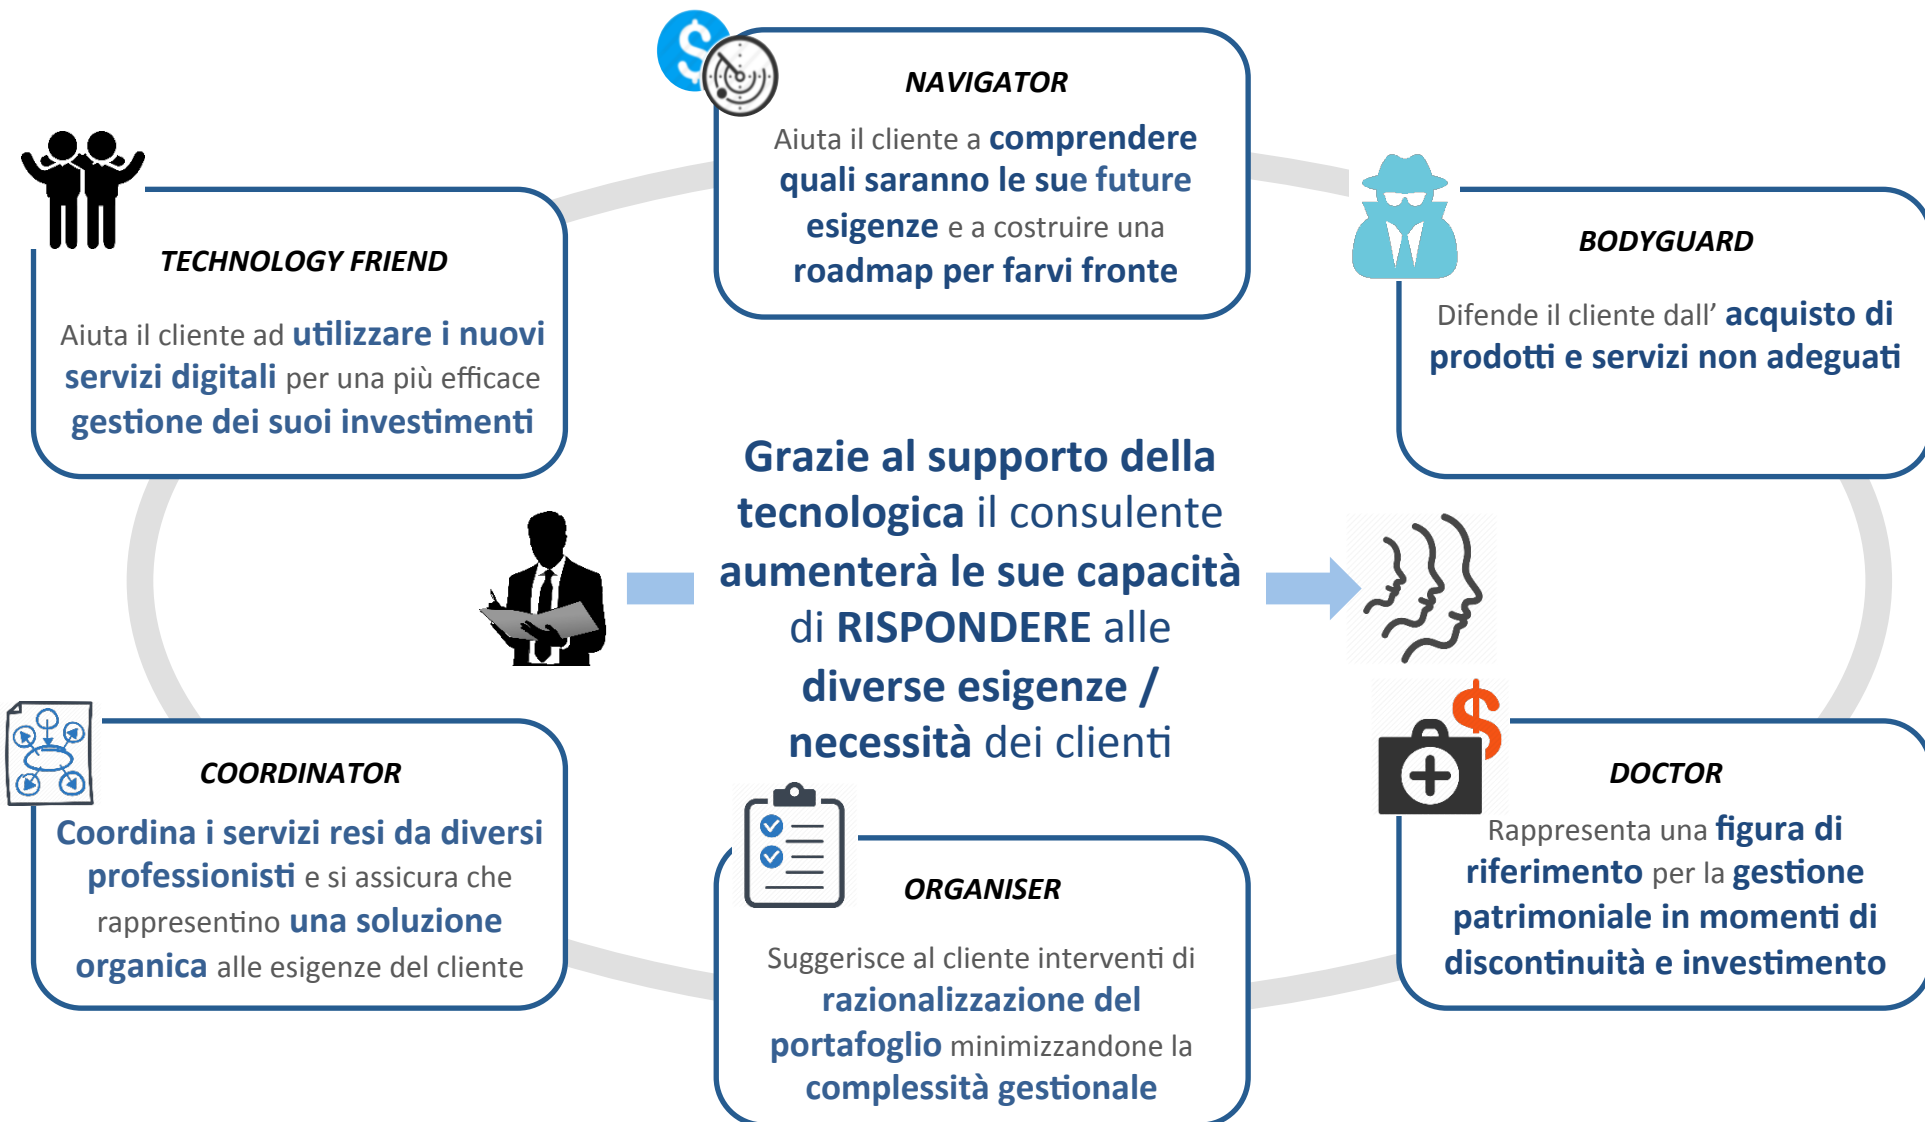 NAVIGATOR
Aiuta il cliente a comprendere
quali saranno le sue future
esigenze e a costruire una
roadmap per farvi fronte
TECHNOLOGY FRIEND
Aiuta il cliente ad utilizzare i nuovi
servizi digitali per una più efficace
gestione dei suoi investimenti
BODYGUARD
Difende il cliente dall’ acquisto di
prodotti e servizi non adeguati
Grazie al supporto della
tecnologica il consulente
aumenterà le sue capacità
di RISPONDERE alle
diverse esigenze /
necessità dei clienti
COORDINATOR
Coordina i servizi resi da diversi
professionisti e si assicura che
rappresentino una soluzione
organica alle esigenze del cliente
ORGANISER
Suggerisce al cliente interventi di
razionalizzazione del
portafoglio minimizzandone la
complessità gestionale
DOCTOR
Rappresenta una figura di
riferimento per la gestione
patrimoniale in momenti di
discontinuità e investimento